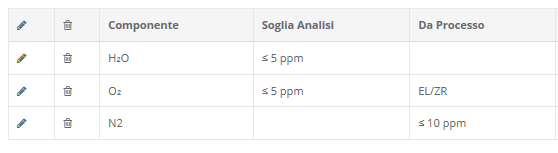 Componente Soglia Analisi Da Processo
H₂O ≤ 5 ppm
O₂ ≤ 5 ppm EL/ZR
N2 ≤ 10 ppm